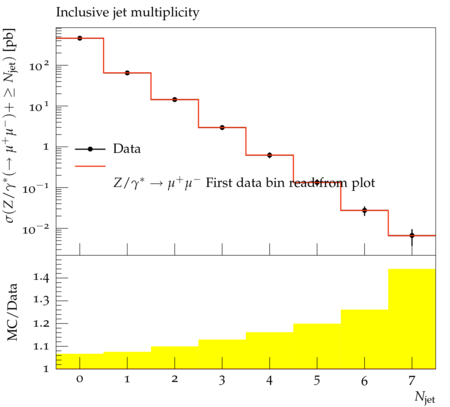 Inclusive jet multiplicity
σ(Z/γ*(→ μ⁺μ⁻)+ ≥ N_jet) [pb]
10²
10¹
1
10⁻¹
10⁻²
Data
Z/γ* → μ⁺μ⁻ First data bin read from plot
MC/Data
1.4
1.3
1.2
1.1
1
0 1 2 3 4 5 6 7
N_jet